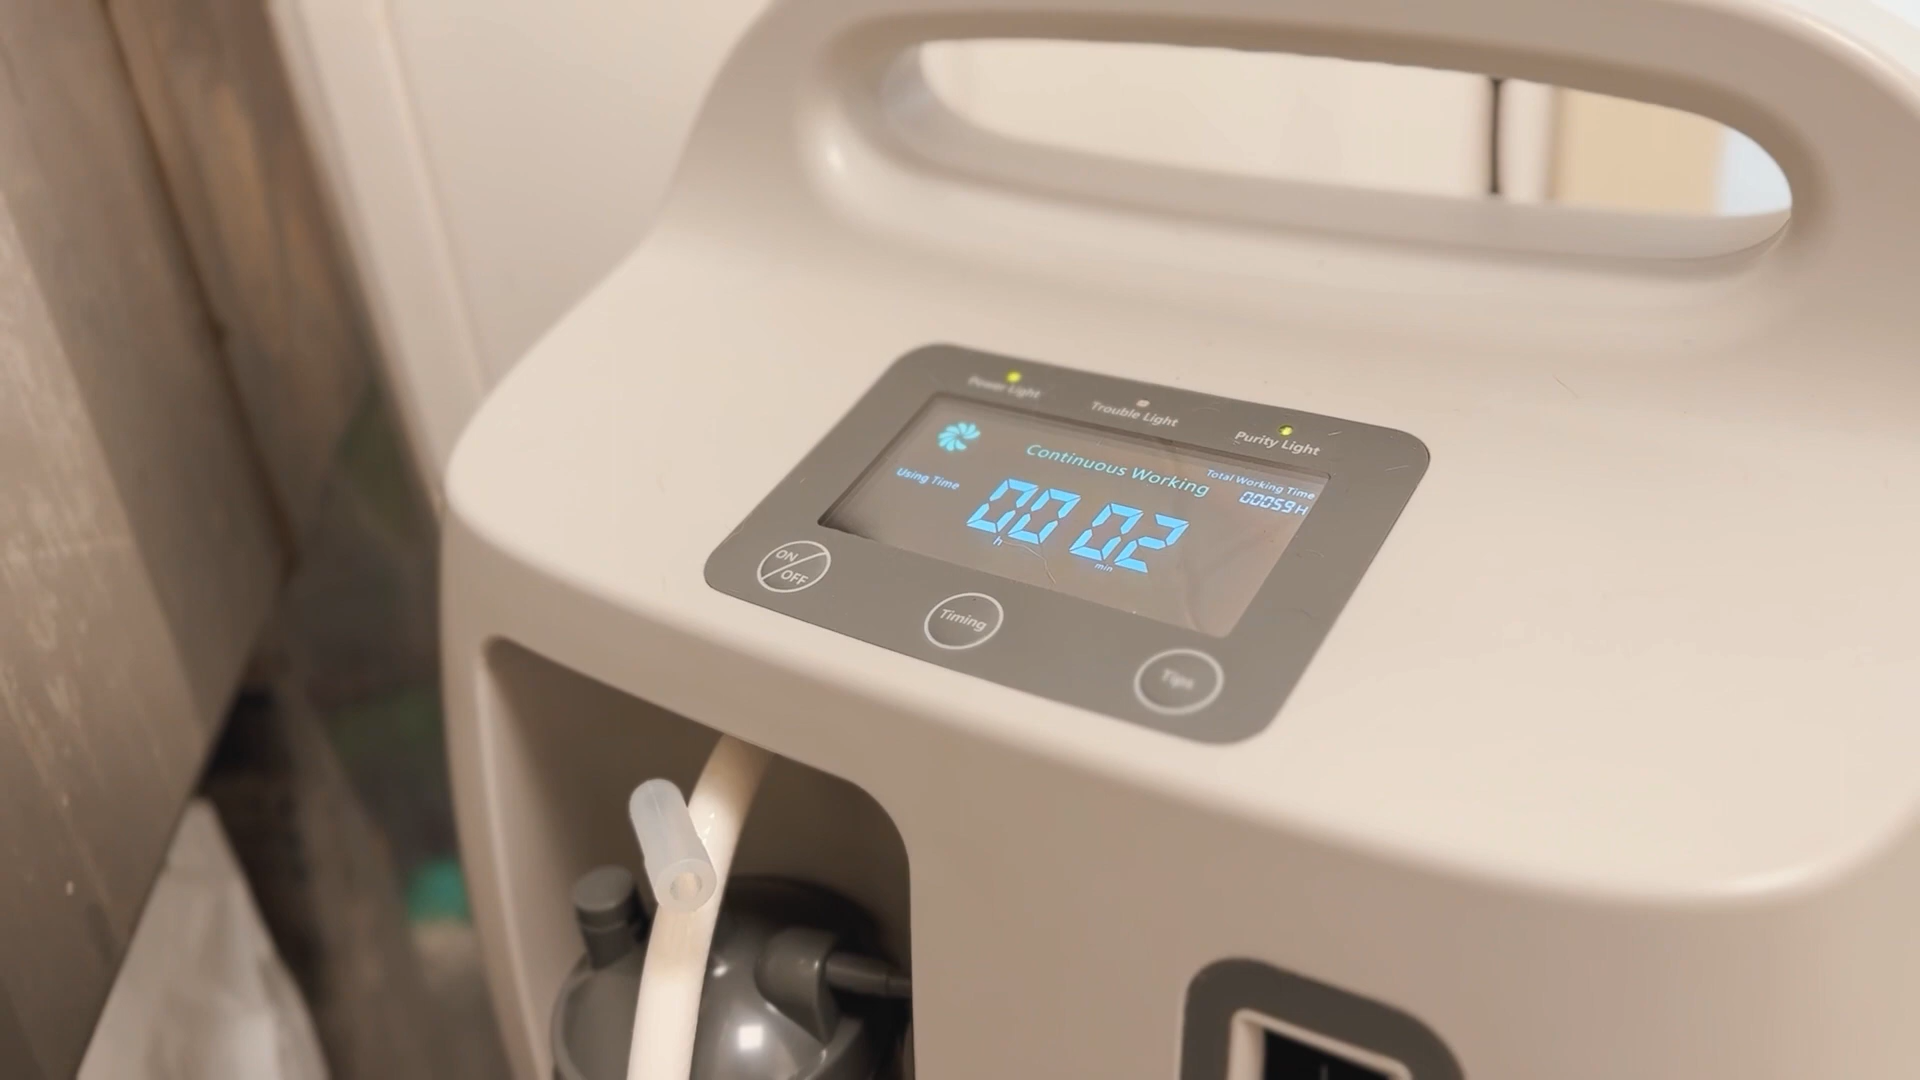 Power Light
Trouble Light
Purity Light
Continuous Working
Total Working Time
00059H
Using Time
00 02
h
min
ON
OFF
Timing
Tips